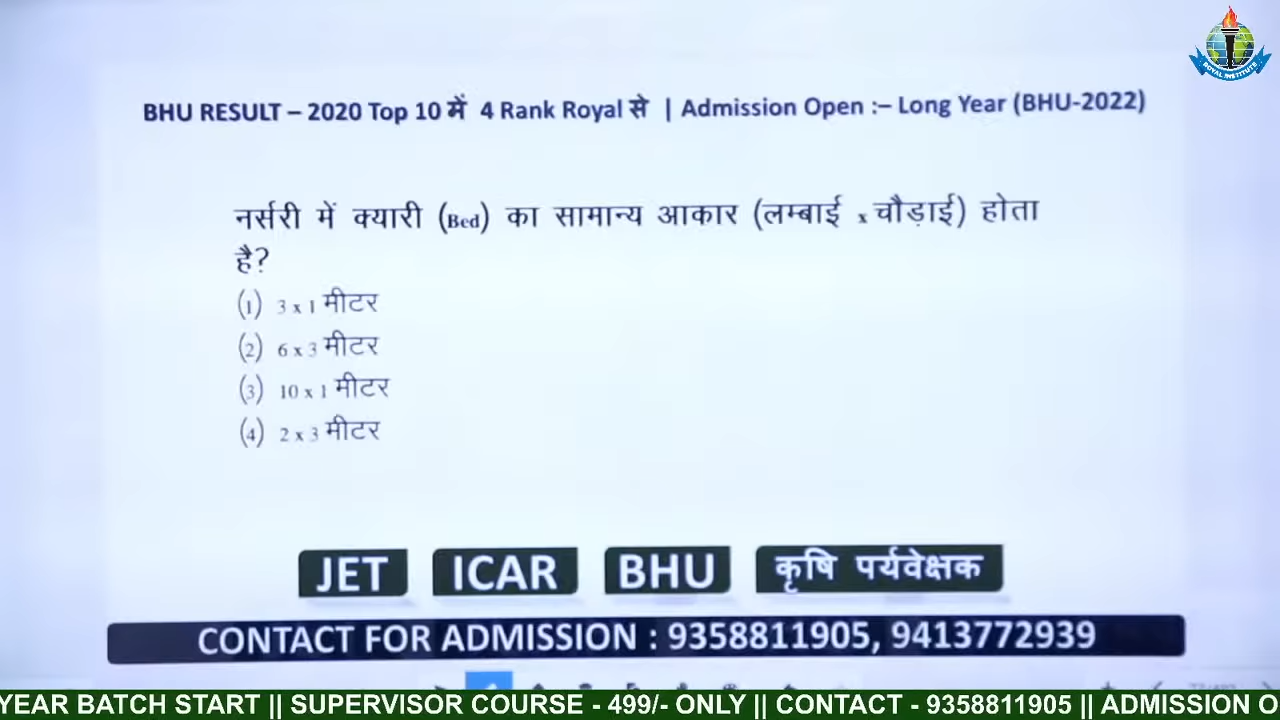 ROYAL INSTITUTE
BHU RESULT – 2020 Top 10 में 4 Rank Royal से | Admission Open :– Long Year (BHU-2022)
नर्सरी में क्यारी (Bed) का सामान्य आकार (लम्बाई x चौड़ाई) होता
है?
(1) 3 x 1 मीटर
(2) 6 x 3 मीटर
(3) 10 x 1 मीटर
(4) 2 x 3 मीटर
JET ICAR BHU कृषि पर्यवेक्षक
CONTACT FOR ADMISSION : 9358811905, 9413772939
YEAR BATCH START || SUPERVISOR COURSE - 499/- ONLY || CONTACT - 9358811905 || ADMISSION O